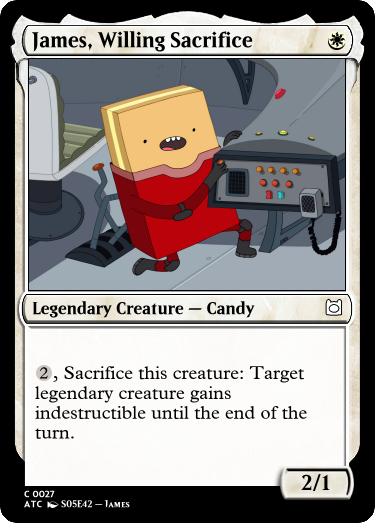 James, Willing Sacrifice
Legendary Creature — Candy
2, Sacrifice this creature: Target
legendary creature gains
indestructible until the end of the
turn.
2/1
C 0027
ATC S05E42 — James